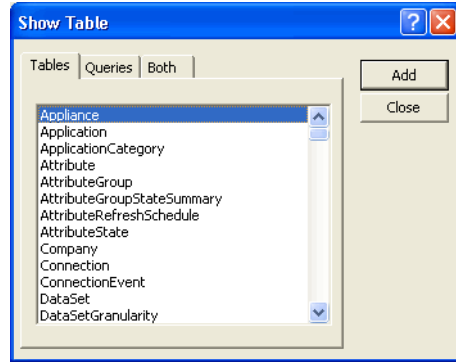 Show Table
Tables Queries Both
Add
Close
Appliance
Application
ApplicationCategory
Attribute
AttributeGroup
AttributeGroupStateSummary
AttributeRefreshSchedule
AttributeState
Company
Connection
ConnectionEvent
DataSet
DataSetGranularity